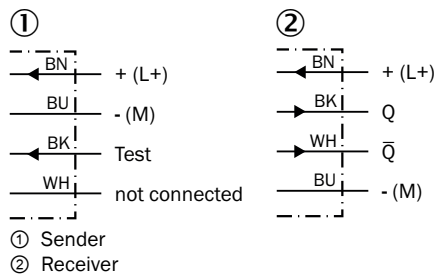 ① ②
BN + (L+) BN + (L+)
BU - (M) BK Q
BK Test WH Q̅
WH not connected BU - (M)
① Sender
② Receiver